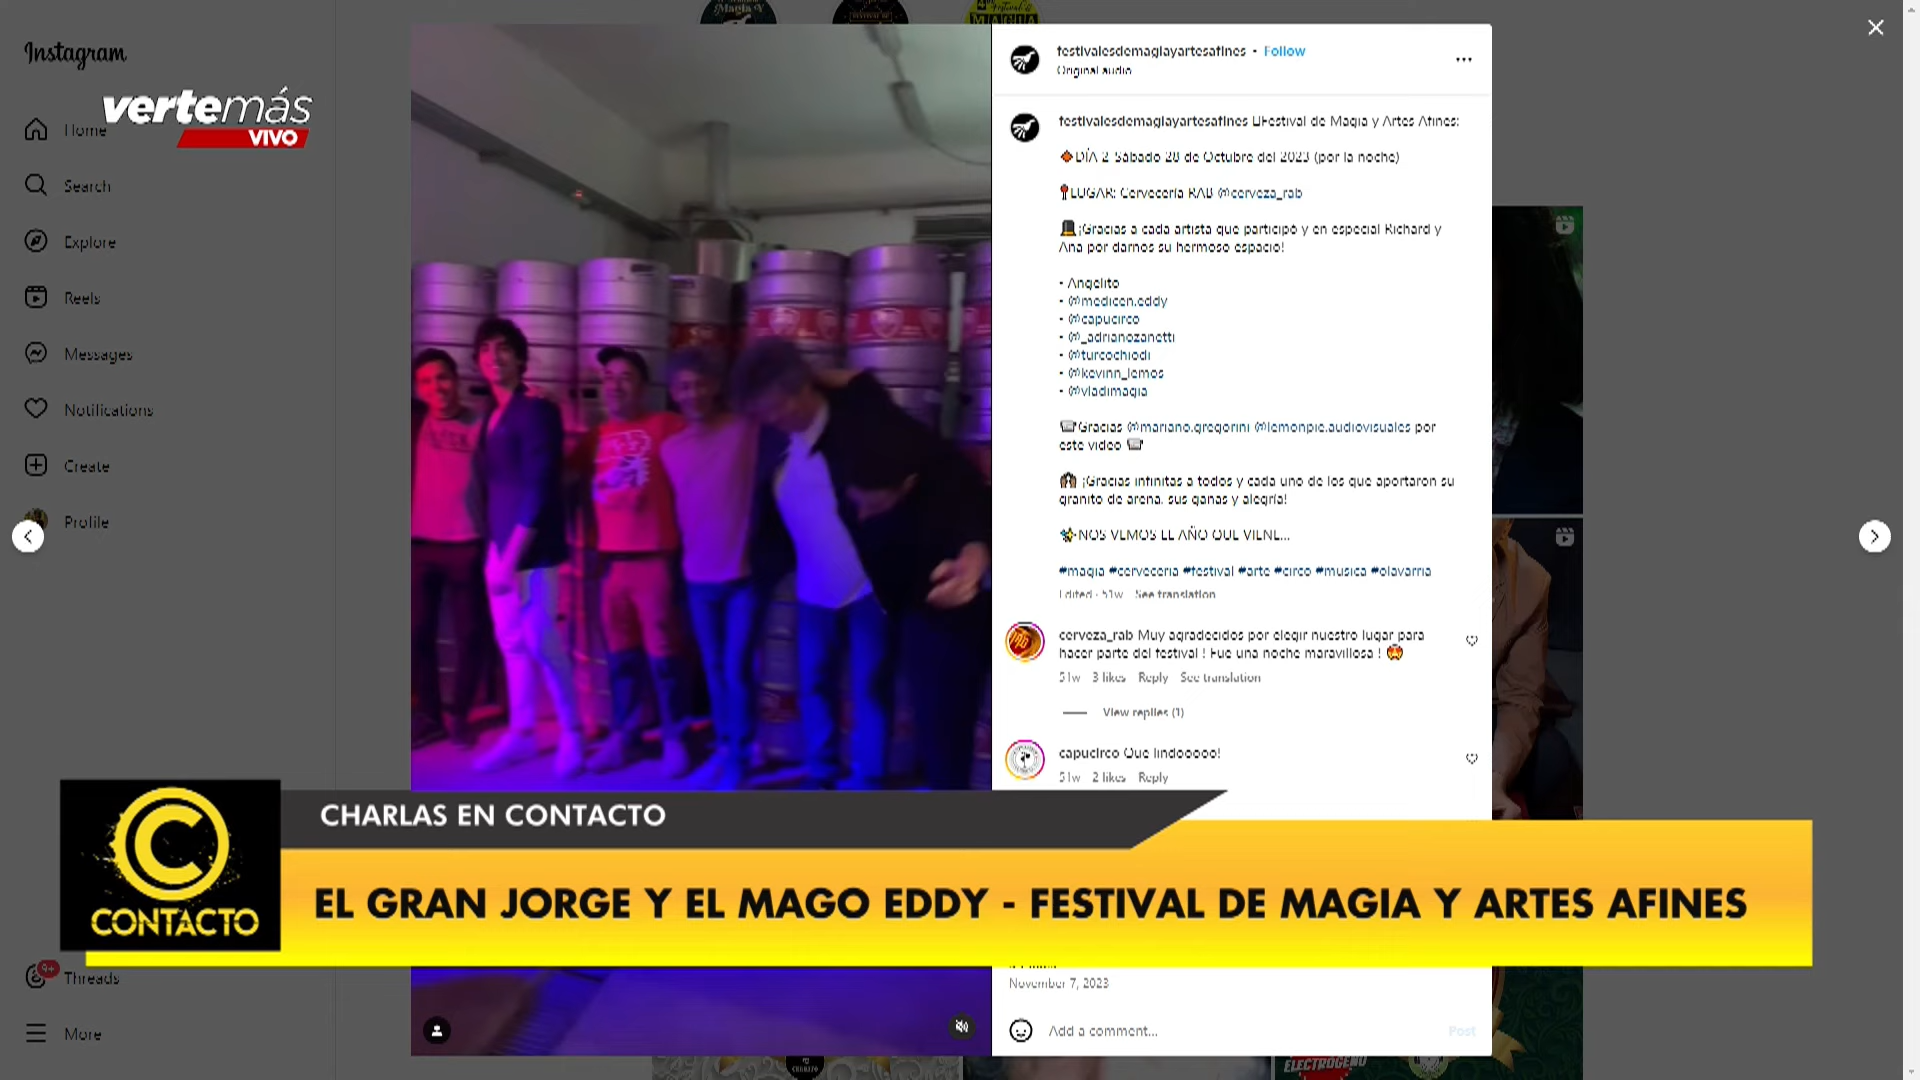 Instagram
vertemás
VIVO
Home
Search
Explore
Reels
Messages
Notifications
Create
Profile
Threads
9+
More
festivalesdemagiayartesafines • Follow
Original audio
festivalesdemagiayartesafines Festival de Magia y Artes Afines:
DÍA 2 Sábado 28 de Octubre del 2023 (por la noche)
LUGAR: Cervecería RAB @cerveza_rab
¡Gracias a cada artista que participó y en especial Richard y
Ana por darnos su hermoso espacio!
• Angelito
• @medicen.eddy
• @capucirco
• @_adrianozanetti
• @turcochiodi
• @kevinn_lemos
• @vladimagia
Gracias @mariano.gregorini @lemonpie.audiovisuales por
este video
¡Gracias infinitas a todos y cada uno de los que aportaron su
granito de arena, sus ganas y alegría!
NOS VEMOS EL AÑO QUE VIENE...
#magia #cerveceria #festival #arte #circo #musica #olavarria
Edited · 51w See translation
cerveza_rab Muy agradecidos por elegir nuestro lugar para
hacer parte del festival ! Fue una noche maravillosa !
51w 3 likes Reply See translation
View replies (1)
capucirco Que lindooooo!
51w 2 likes Reply
CHARLAS EN CONTACTO
CONTACTO
EL GRAN JORGE Y EL MAGO EDDY - FESTIVAL DE MAGIA Y ARTES AFINES
November 7, 2023
Add a comment...
Post